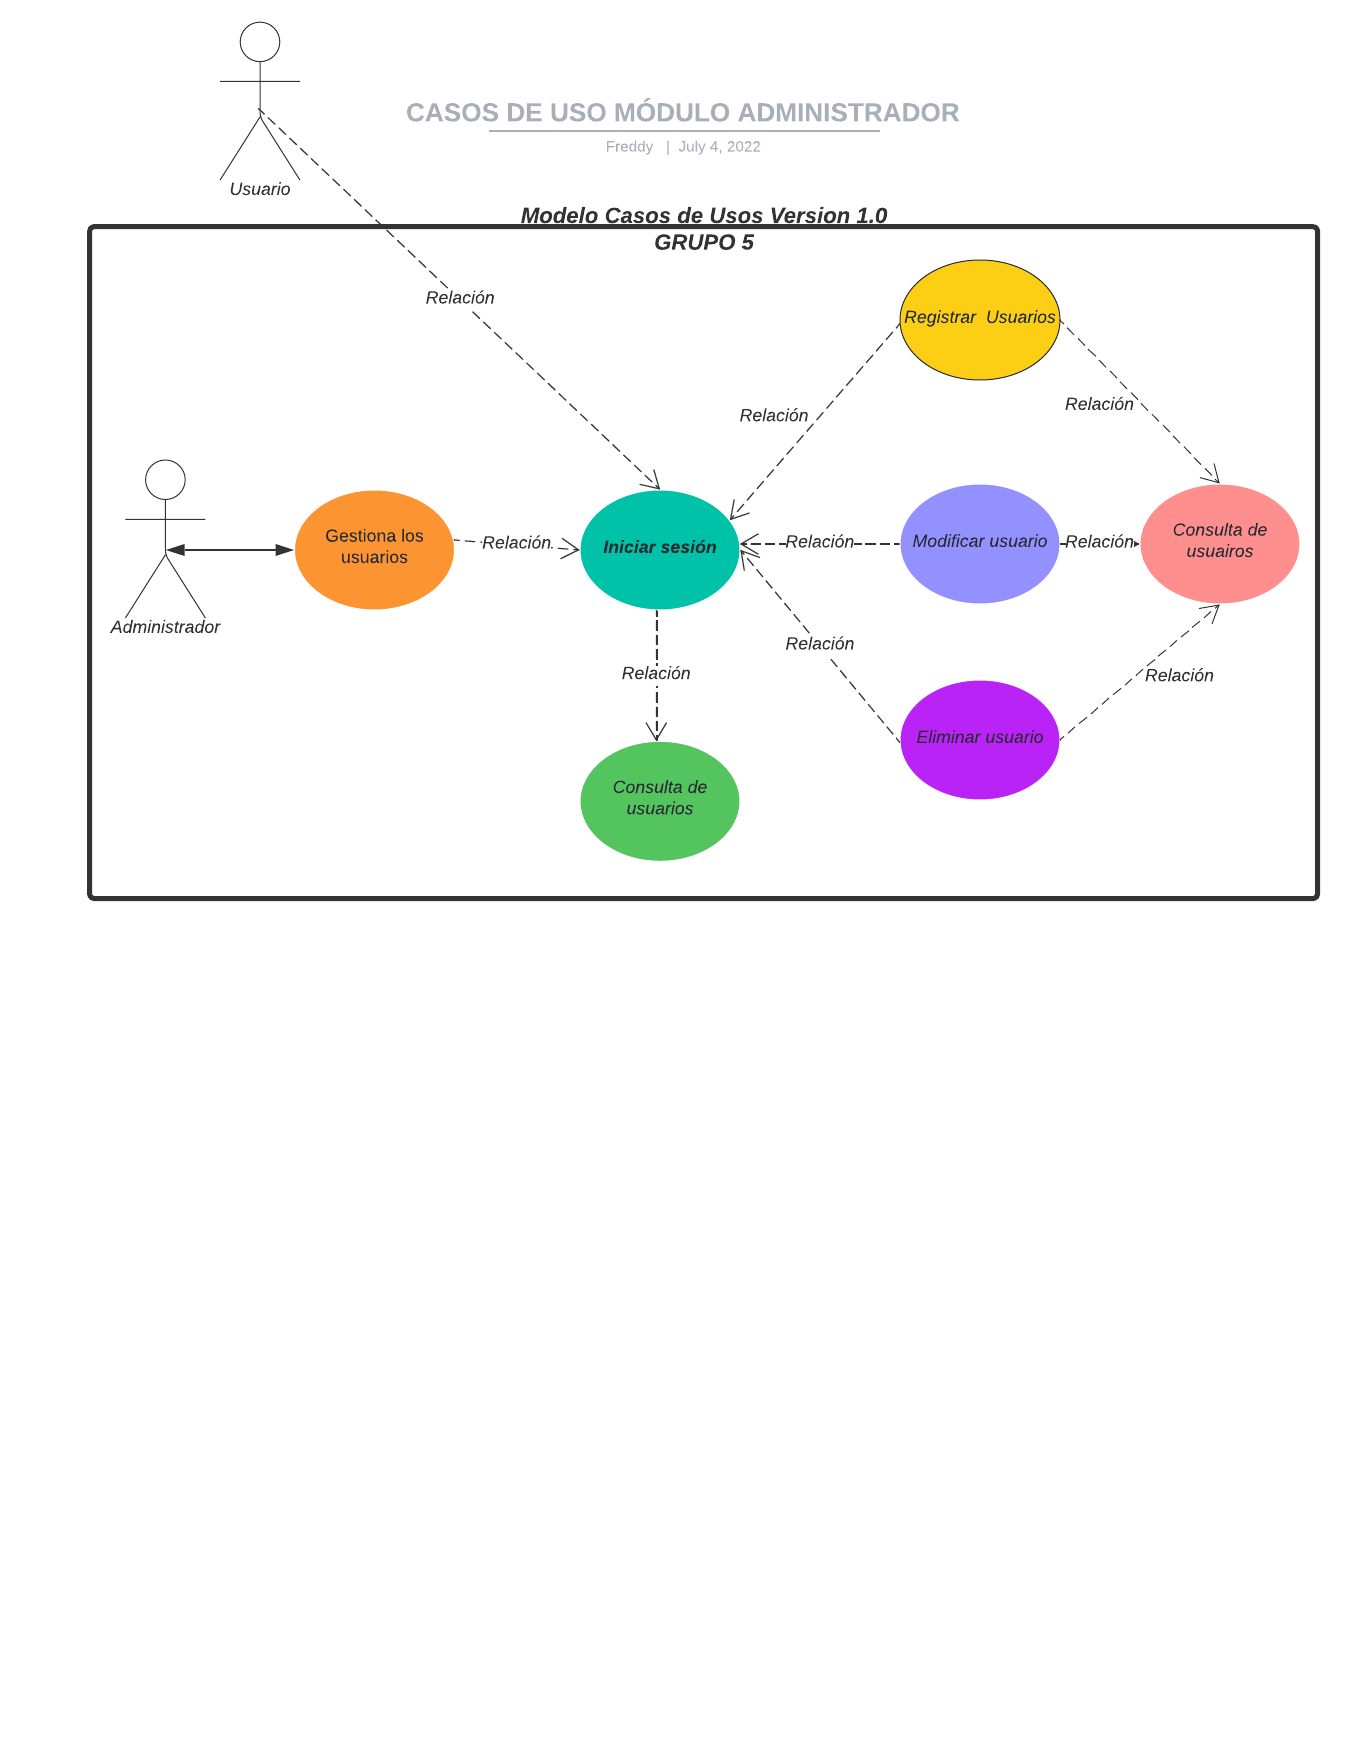 CASOS DE USO MÓDULO ADMINISTRADOR
Freddy | July 4, 2022
Usuario
Modelo Casos de Usos Version 1.0
GRUPO 5
Relación
Registrar Usuarios
Relación
Relación
Gestiona los
usuarios
Relación
Iniciar sesión
Relación
Modificar usuario
Relación
Consulta de
usuairos
Administrador
Relación
Relación
Relación
Eliminar usuario
Consulta de
usuarios